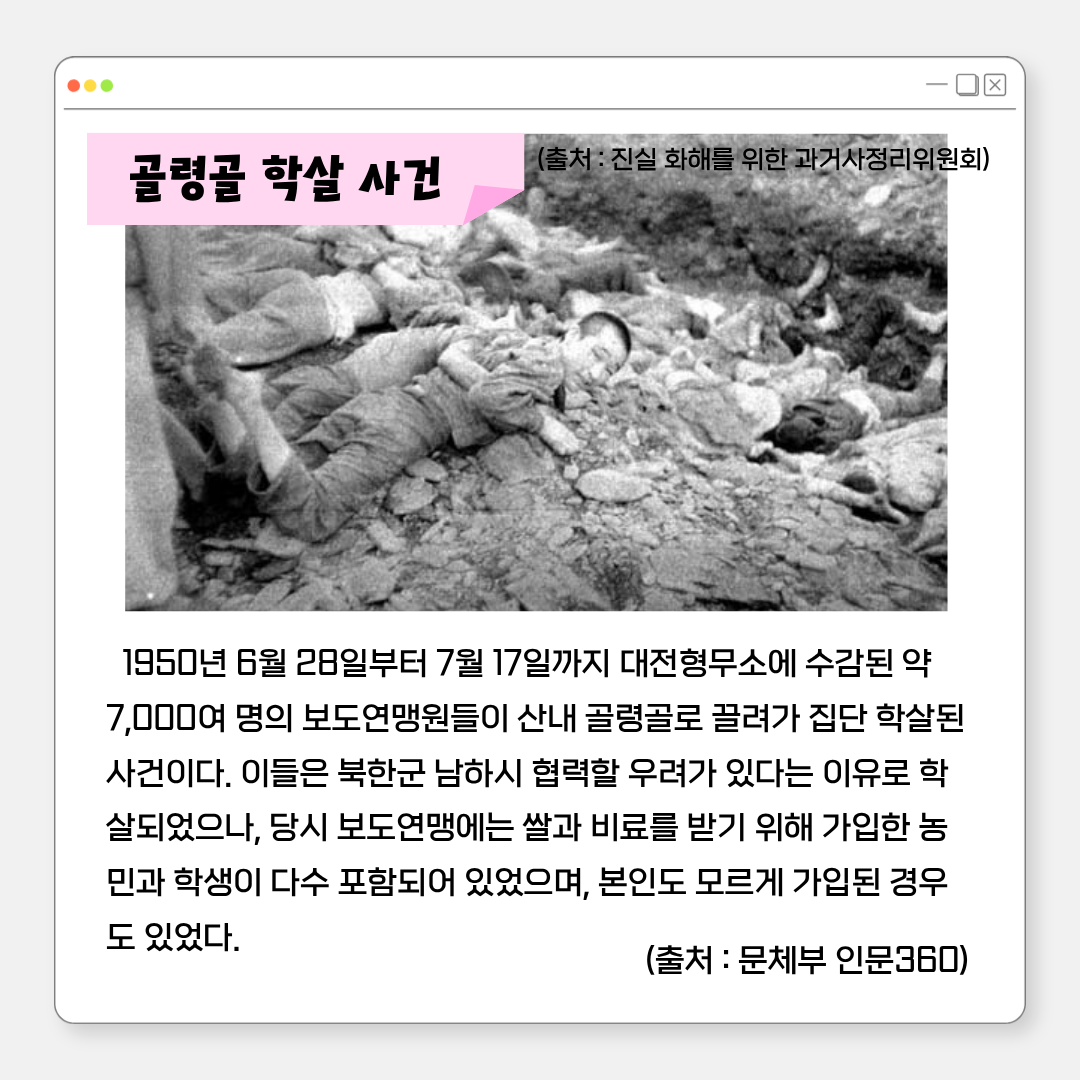 골령골 학살 사건
(출처 : 진실 화해를 위한 과거사정리위원회)
1950년 6월 28일부터 7월 17일까지 대전형무소에 수감된 약
7,000여 명의 보도연맹원들이 산내 골령골로 끌려가 집단 학살된
사건이다. 이들은 북한군 남하시 협력할 우려가 있다는 이유로 학
살되었으나, 당시 보도연맹에는 쌀과 비료를 받기 위해 가입한 농
민과 학생이 다수 포함되어 있었으며, 본인도 모르게 가입된 경우
도 있었다.
(출처 : 문체부 인문360)